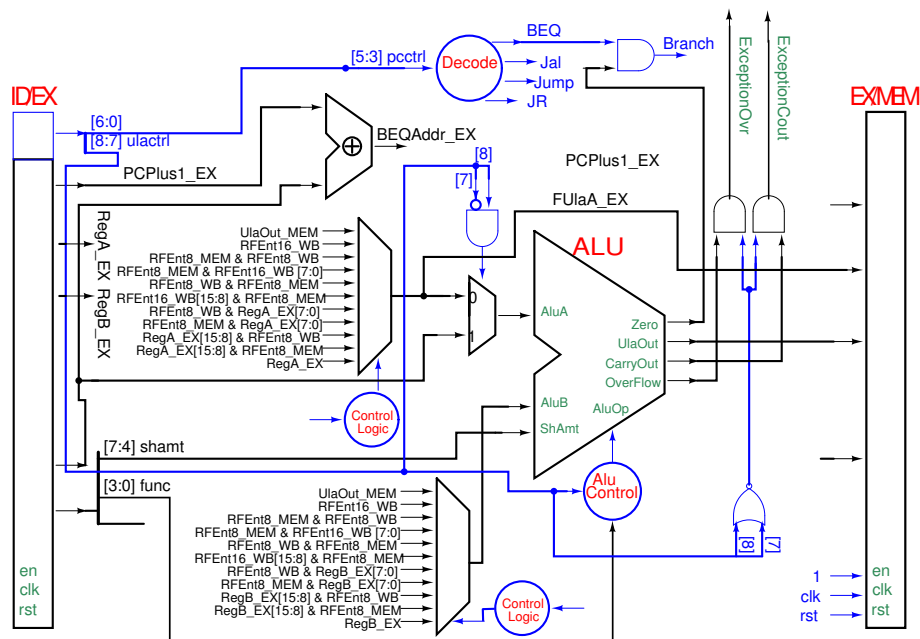 ID/EX
[6:0]
[8:7] ulactrl
[5:3] pcctrl
Decode
BEQ
Jal
Jump
JR
Branch
ExceptionOvr
ExceptionCout
EX/MEM
PCPlus1_EX
BEQAddr_EX
[8]
[7]
PCPlus1_EX
FUlaA_EX
RegA_EX
RegB_EX
UlaOut_MEM
RFEnt16_WB
RFEnt8_MEM & RFEnt8_WB
RFEnt8_MEM & RFEnt16_WB [7:0]
RFEnt8_WB & RFEnt8_MEM
RFEnt16_WB[15:8] & RFEnt8_MEM
RFEnt8_WB & RegA_EX[7:0]
RFEnt8_MEM & RegA_EX[7:0]
RegA_EX[15:8] & RFEnt8_WB
RegA_EX[15:8] & RFEnt8_MEM
RegA_EX
0
1
Control
Logic
ALU
AluA
Zero
UlaOut
CarryOut
OverFlow
AluB
AluOp
ShAmt
[7:4] shamt
[3:0] func
Alu
Control
UlaOut_MEM
RFEnt16_WB
RFEnt8_MEM & RFEnt8_WB
RFEnt8_MEM & RFEnt16_WB [7:0]
RFEnt8_WB & RFEnt8_MEM
RFEnt16_WB[15:8] & RFEnt8_MEM
RFEnt8_WB & RegB_EX[7:0]
RFEnt8_MEM & RegB_EX[7:0]
RegB_EX[15:8] & RFEnt8_WB
RegB_EX[15:8] & RFEnt8_MEM
RegB_EX
Control
Logic
[8]
[7]
en
clk
rst
1
clk
rst
en
clk
rst